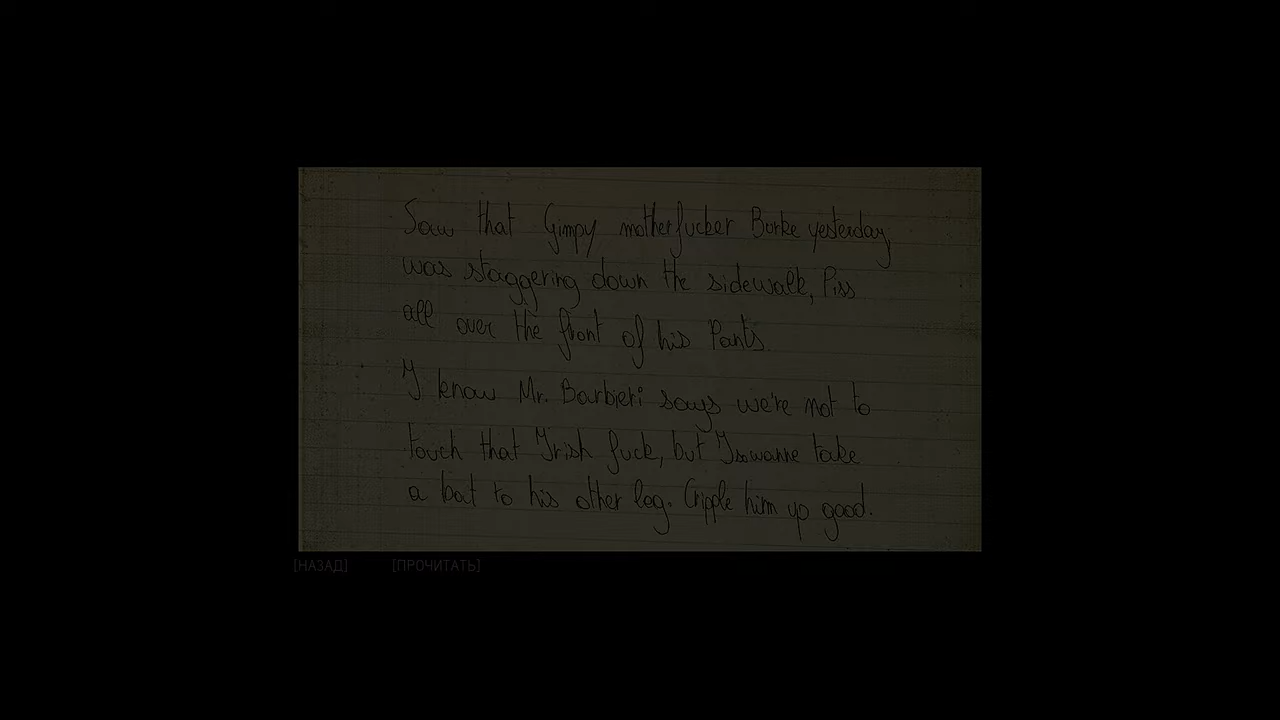 Saw that Gimpy motherfucker Burke yesterday,
was staggering down the sidewalk, Piss
all over the front of his Pants.
I know Mr. Barbieri says we're not to
touch that Irish fuck, but I wanne take
a bat to his other leg. Cripple him up good.
[НАЗАД] [ПРОЧИТАТЬ]